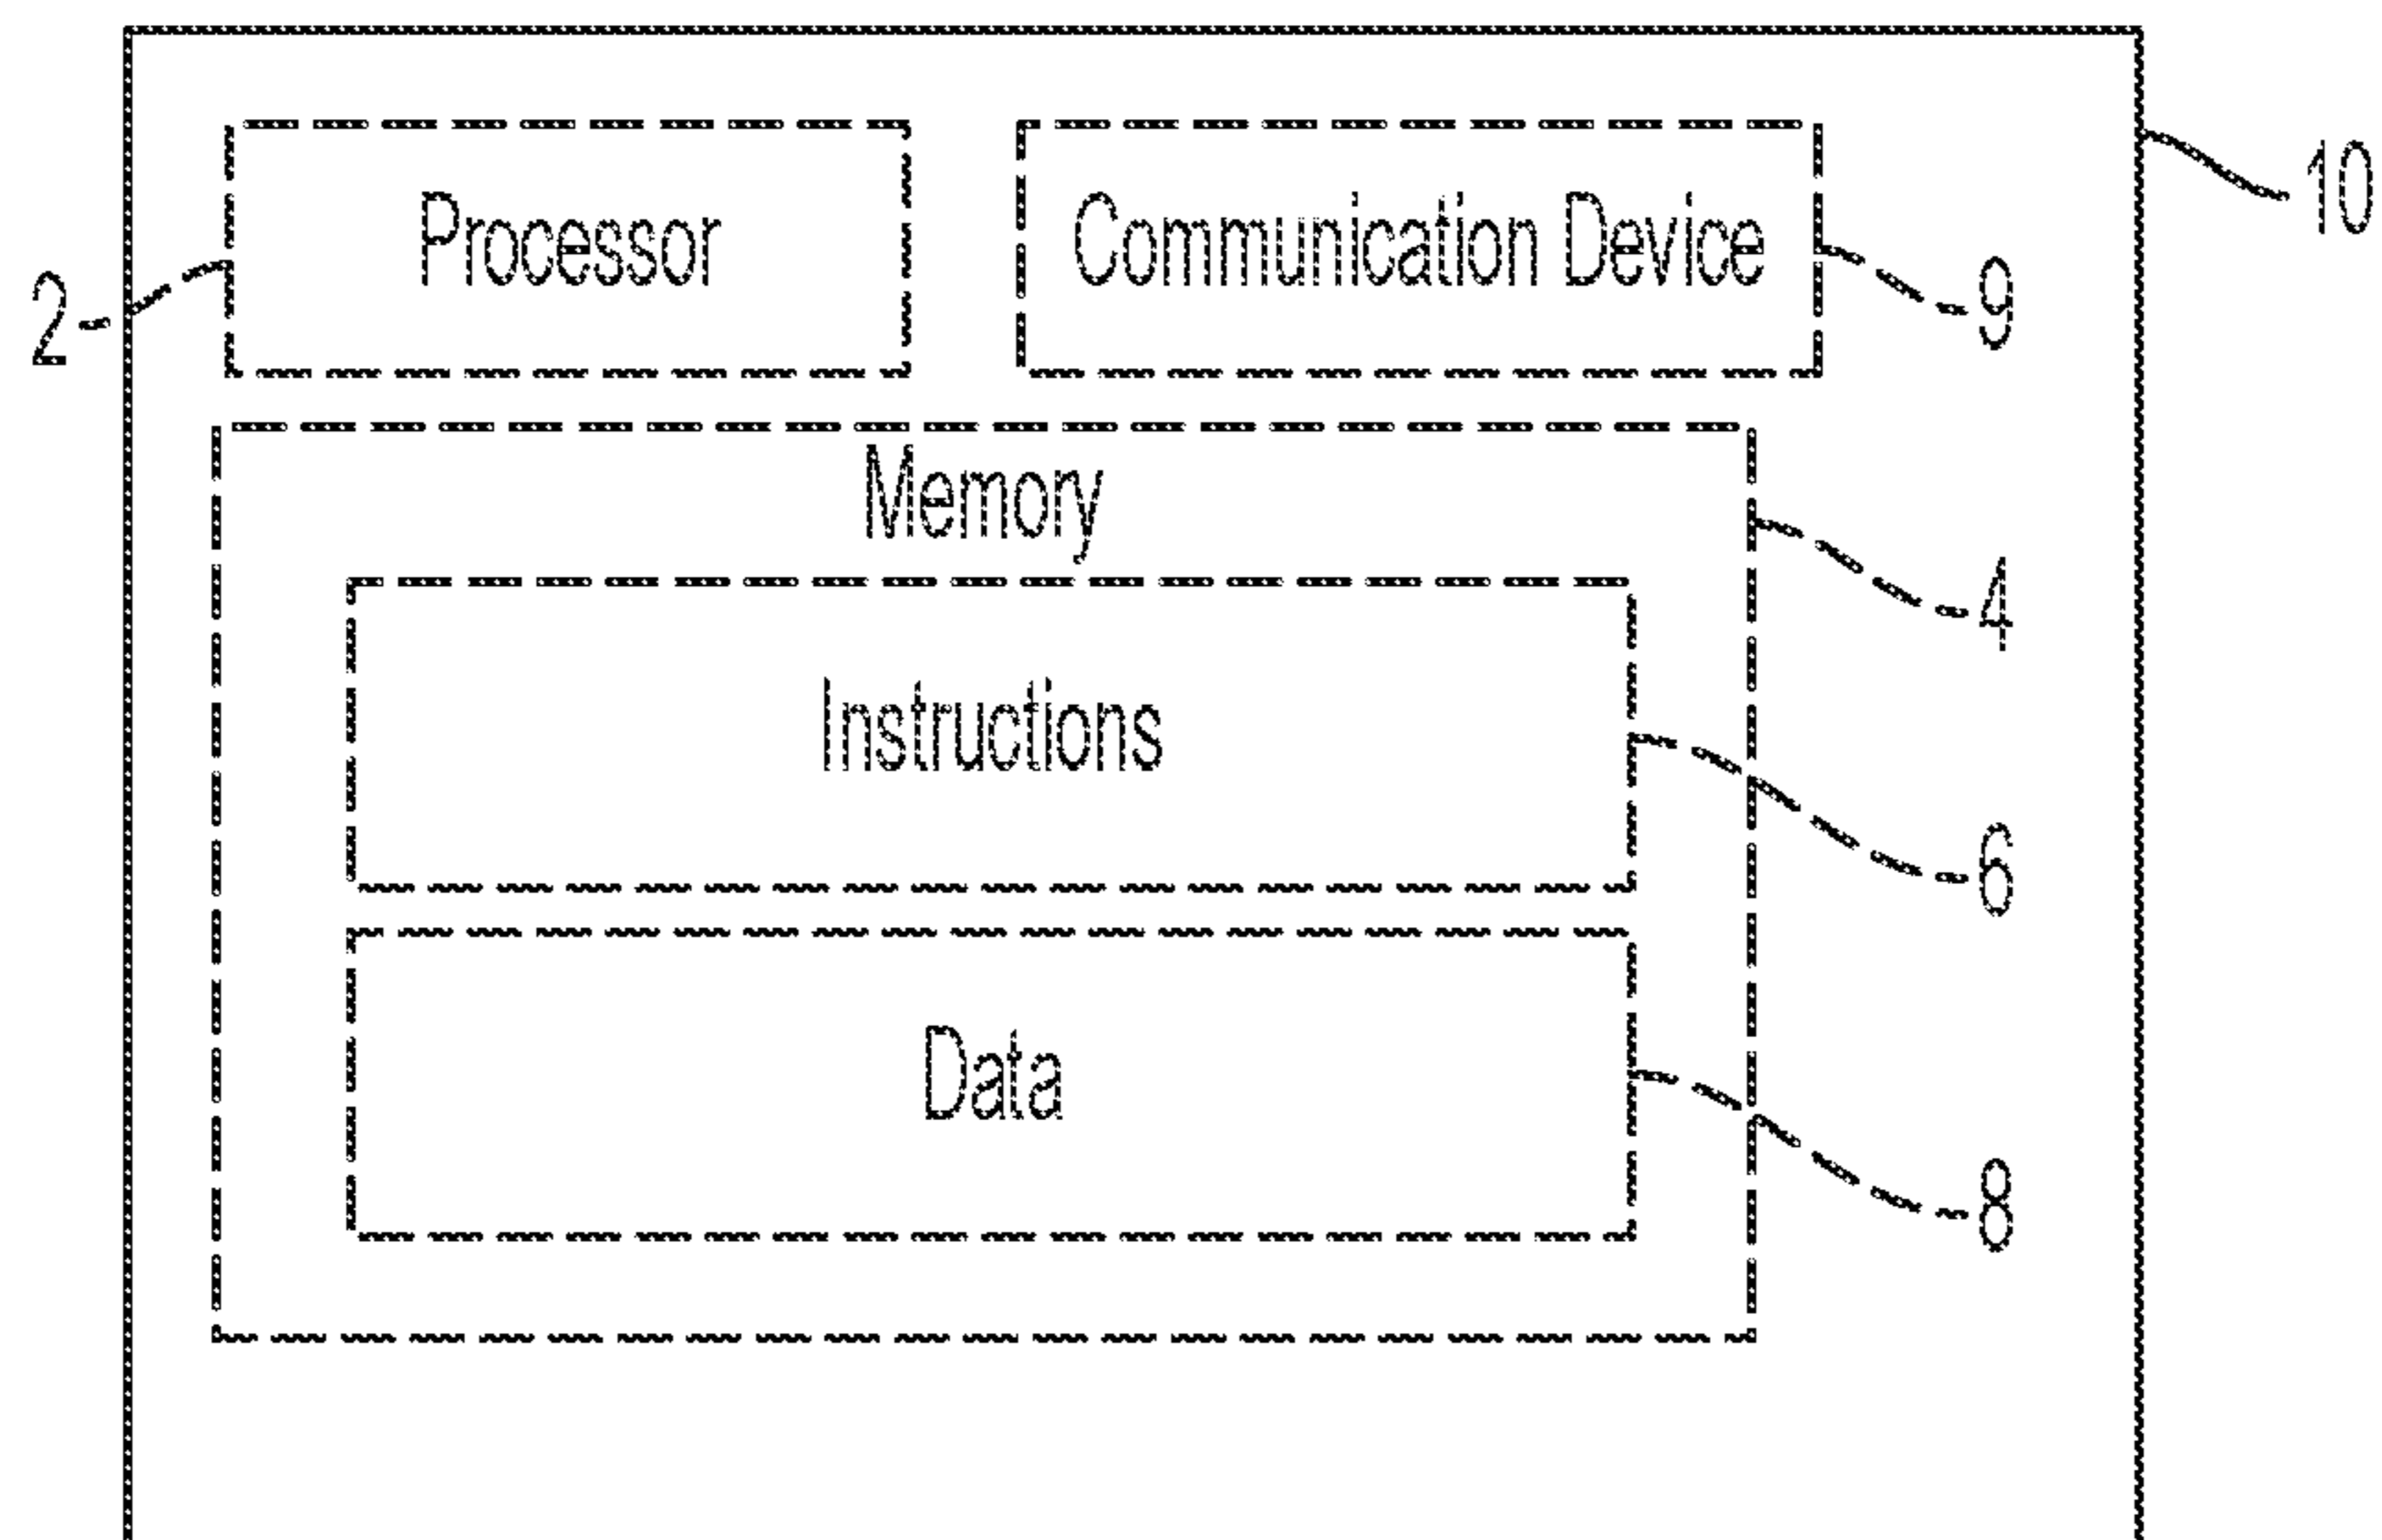 Processor
Communication Device
10
2
9
Memory
4
Instructions
6
Data
8